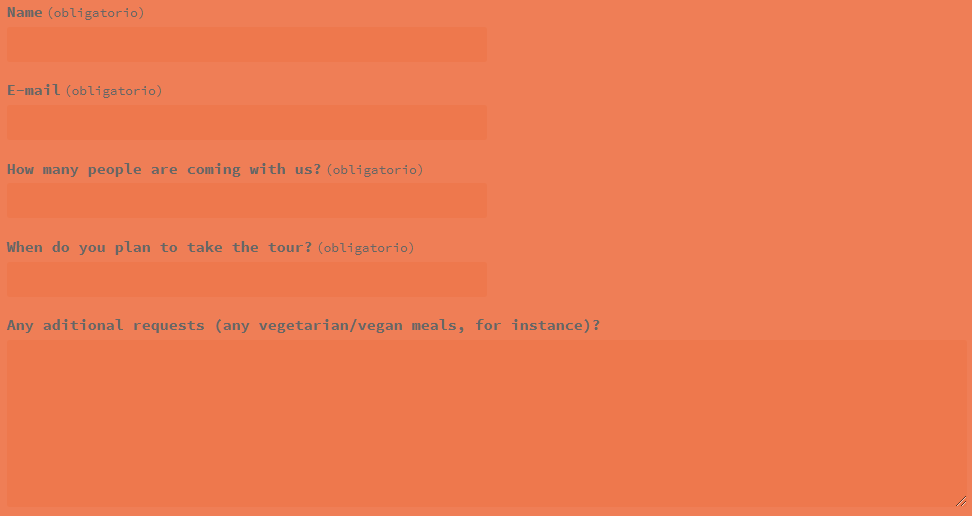 Name (obligatorio)
E-mail (obligatorio)
How many people are coming with us? (obligatorio)
When do you plan to take the tour? (obligatorio)
Any aditional requests (any vegetarian/vegan meals, for instance)?